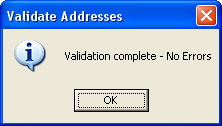 Validate Addresses
Validation complete - No Errors
OK